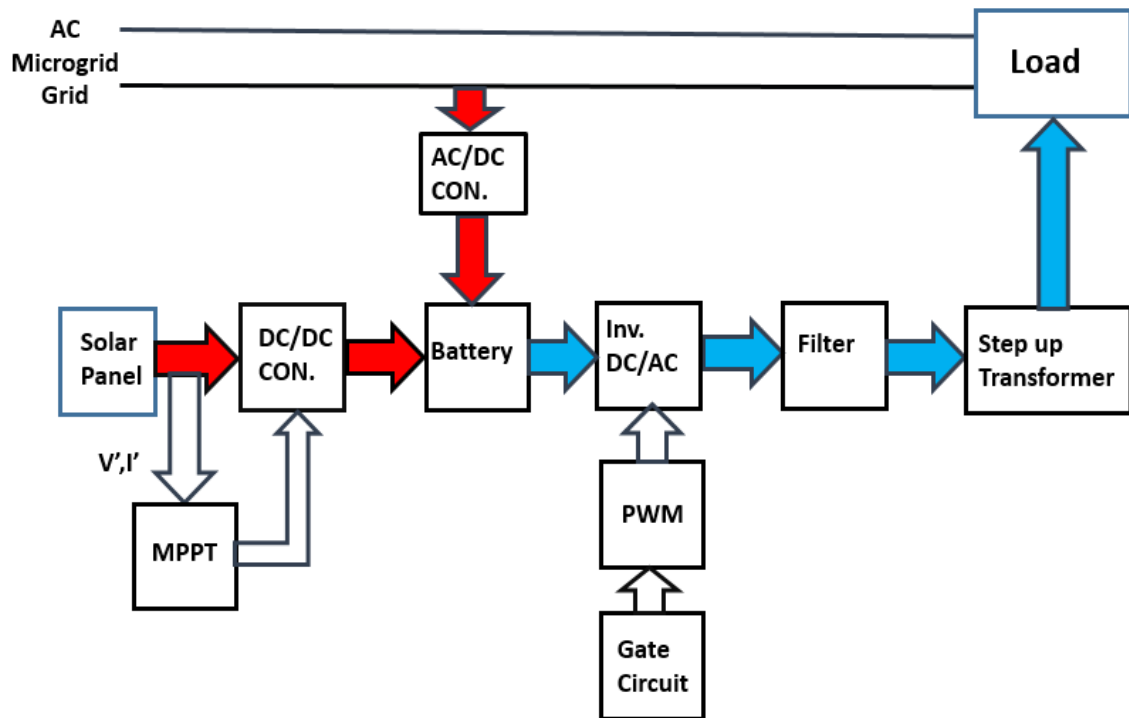 AC
Microgrid
Grid
Load
AC/DC
CON.
Solar
Panel
DC/DC
CON.
Battery
Inv.
DC/AC
Filter
Step up
Transformer
V',I'
MPPT
PWM
Gate
Circuit